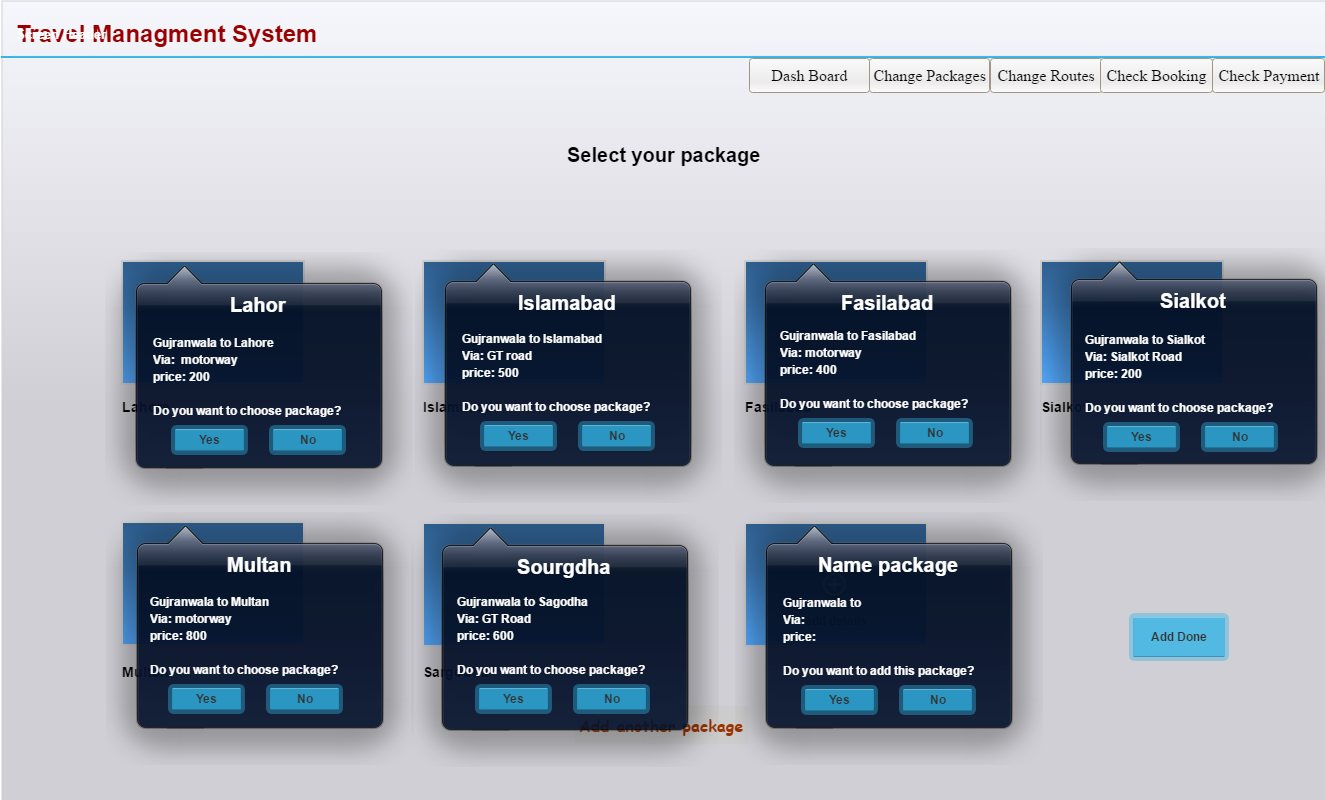 Travel Managment System
Dash Board
Change Packages
Change Routes
Check Booking
Check Payment
Select your package
Lahor
Gujranwala to Lahore
Via: motorway
price: 200
Do you want to choose package?
Yes
No
Islamabad
Gujranwala to Islamabad
Via: GT road
price: 500
Do you want to choose package?
Yes
No
Fasilabad
Gujranwala to Fasilabad
Via: motorway
price: 400
Do you want to choose package?
Yes
No
Sialkot
Gujranwala to Sialkot
Via: Sialkot Road
price: 200
Do you want to choose package?
Yes
No
Multan
Gujranwala to Multan
Via: motorway
price: 800
Do you want to choose package?
Yes
No
Sourgdha
Gujranwala to Sagodha
Via: GT Road
price: 600
Do you want to choose package?
Yes
No
Name package
Gujranwala to
Via:
price:
Do you want to add this package?
Yes
No
Add Done
Add another package